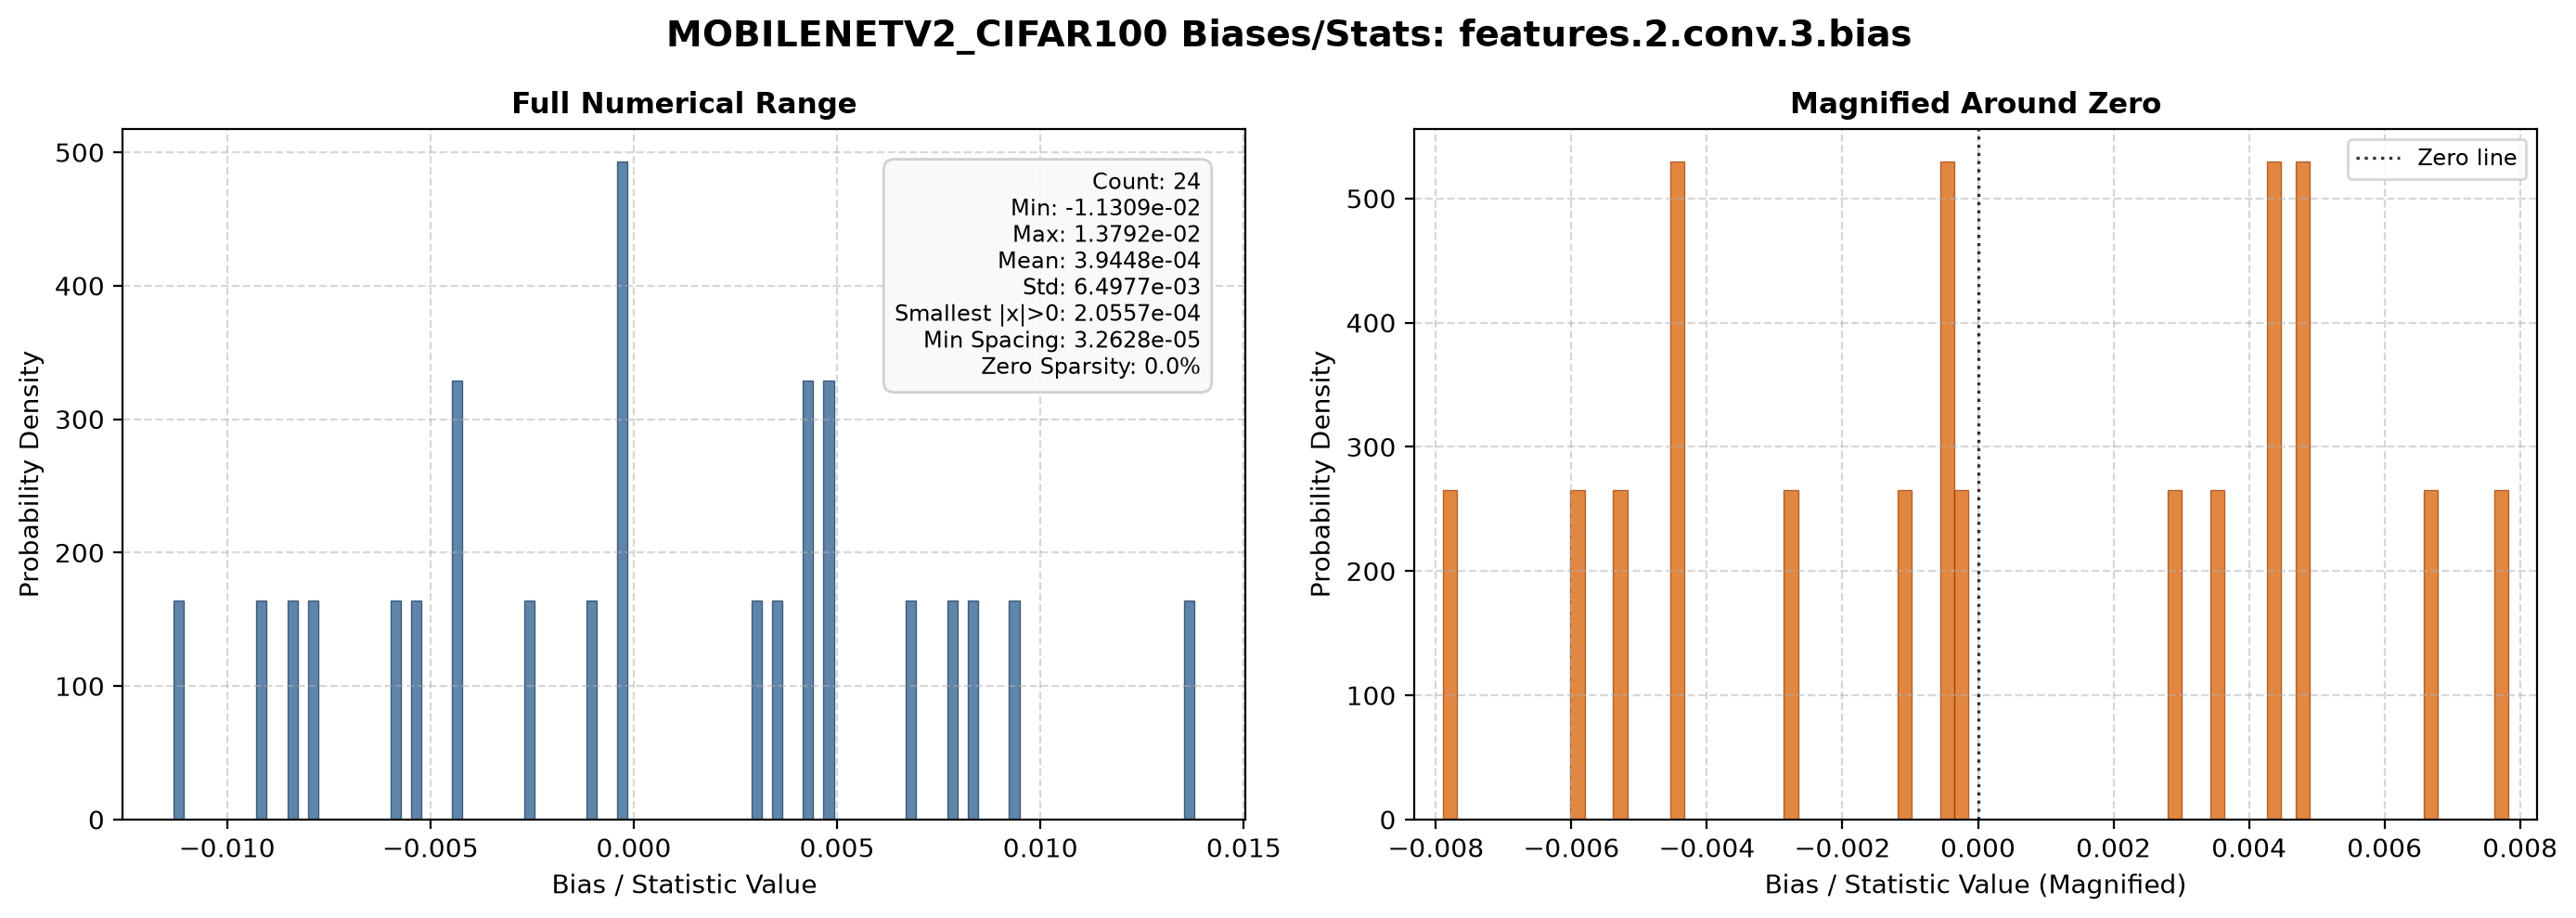 MOBILENETV2_CIFAR100 Biases/Stats: features.2.conv.3.bias
Full Numerical Range
500
400
300
200
100
0
Probability Density
Count: 24
Min: -1.1309e-02
Max: 1.3792e-02
Mean: 3.9448e-04
Std: 6.4977e-03
Smallest |x|>0: 2.0557e-04
Min Spacing: 3.2628e-05
Zero Sparsity: 0.0%
−0.010 −0.005 0.000 0.005 0.010 0.015
Bias / Statistic Value
Magnified Around Zero
500
400
300
200
100
0
Probability Density
Zero line
−0.008 −0.006 −0.004 −0.002 0.000 0.002 0.004 0.006 0.008
Bias / Statistic Value (Magnified)